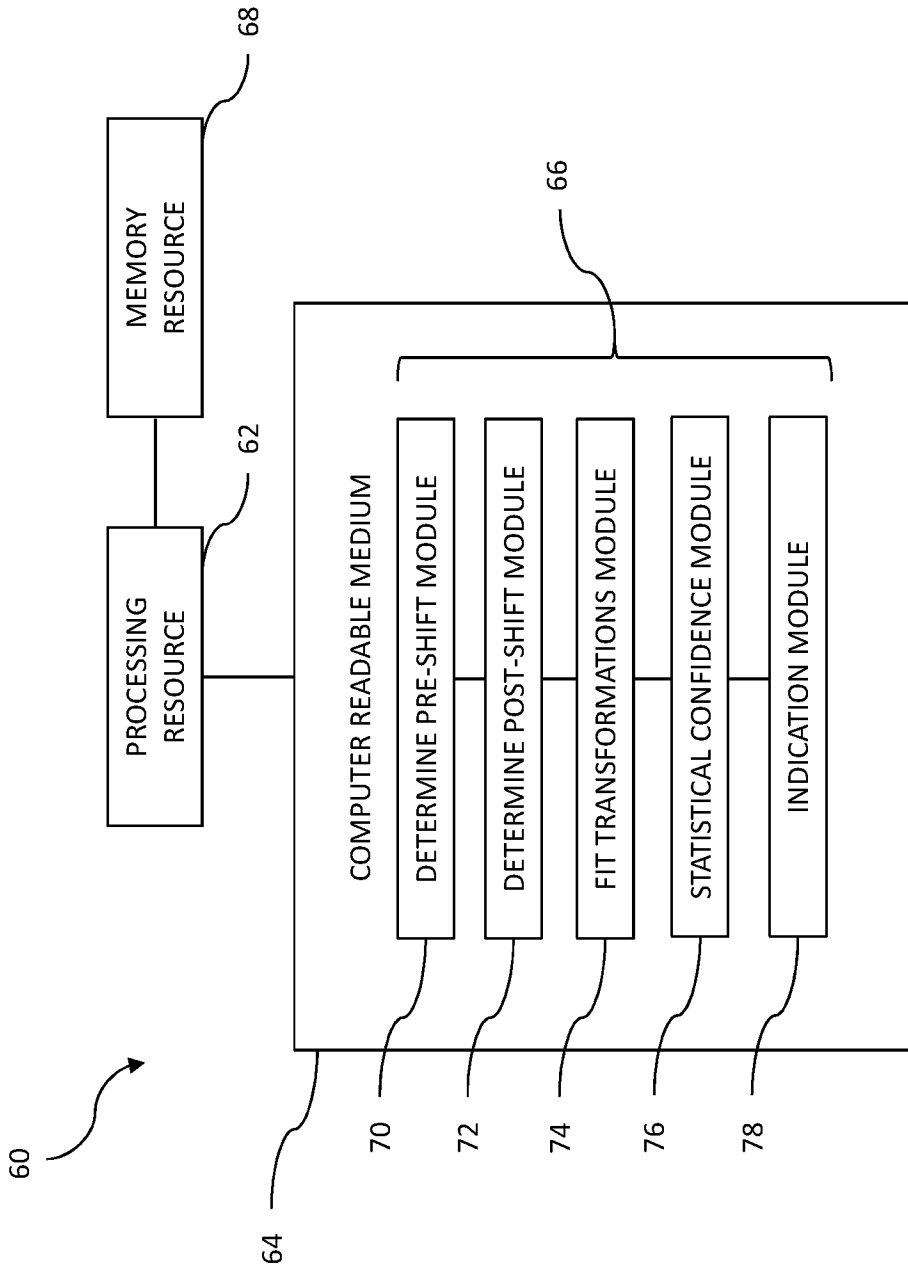 60
PROCESSING
RESOURCE
62
MEMORY
RESOURCE
68
64
COMPUTER READABLE MEDIUM
66
70
DETERMINE PRE-SHIFT MODULE
72
DETERMINE POST-SHIFT MODULE
74
FIT TRANSFORMATIONS MODULE
76
STATISTICAL CONFIDENCE MODULE
78
INDICATION MODULE